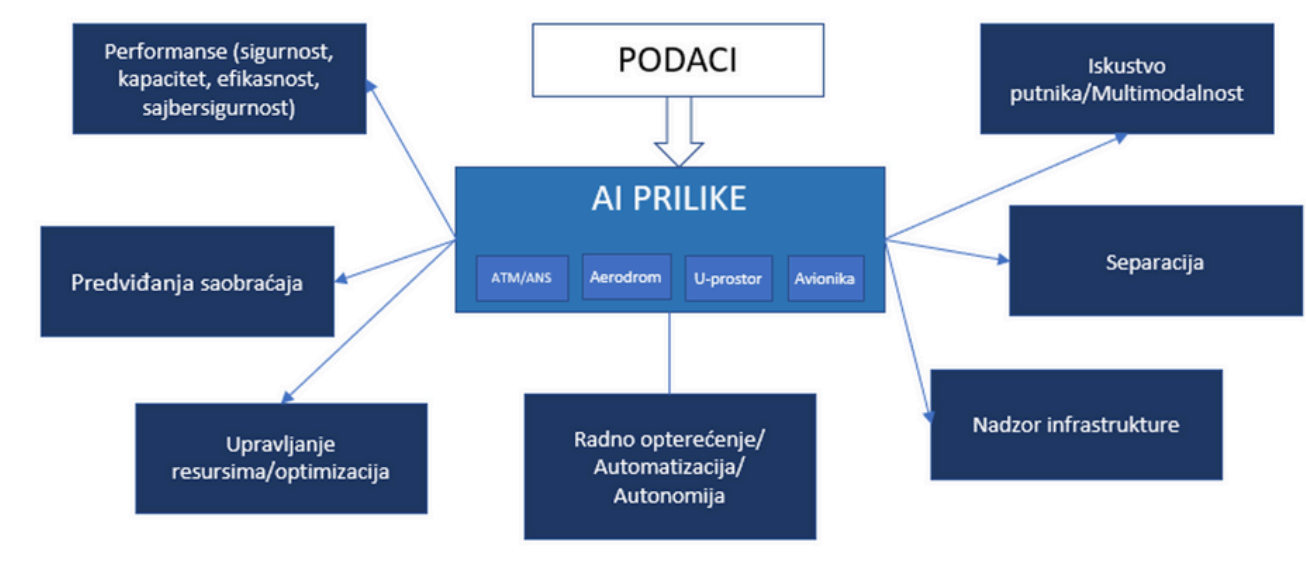 Performanse (sigurnost,
kapacitet, efikasnost,
sajbersigurnost)
PODACI
Iskustvo
putnika/Multimodalnost
AI PRILIKE
ATM/ANS
Aerodrom
U-prostor
Avionika
Predviđanja saobraćaja
Separacija
Upravljanje
resursima/optimizacija
Radno opterećenje/
Automatizacija/
Autonomija
Nadzor infrastrukture